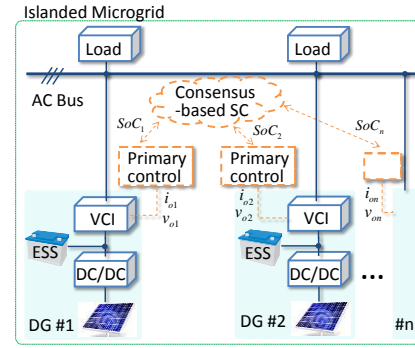 Islanded Microgrid
Load
Load
AC Bus
Consensus
-based SC
SoC1
SoC2
SoCn
Primary
control
Primary
control
io1
vo1
io2
vo2
ion
von
VCI
VCI
ESS
ESS
DC/DC
DC/DC
...
DG #1
DG #2
#n